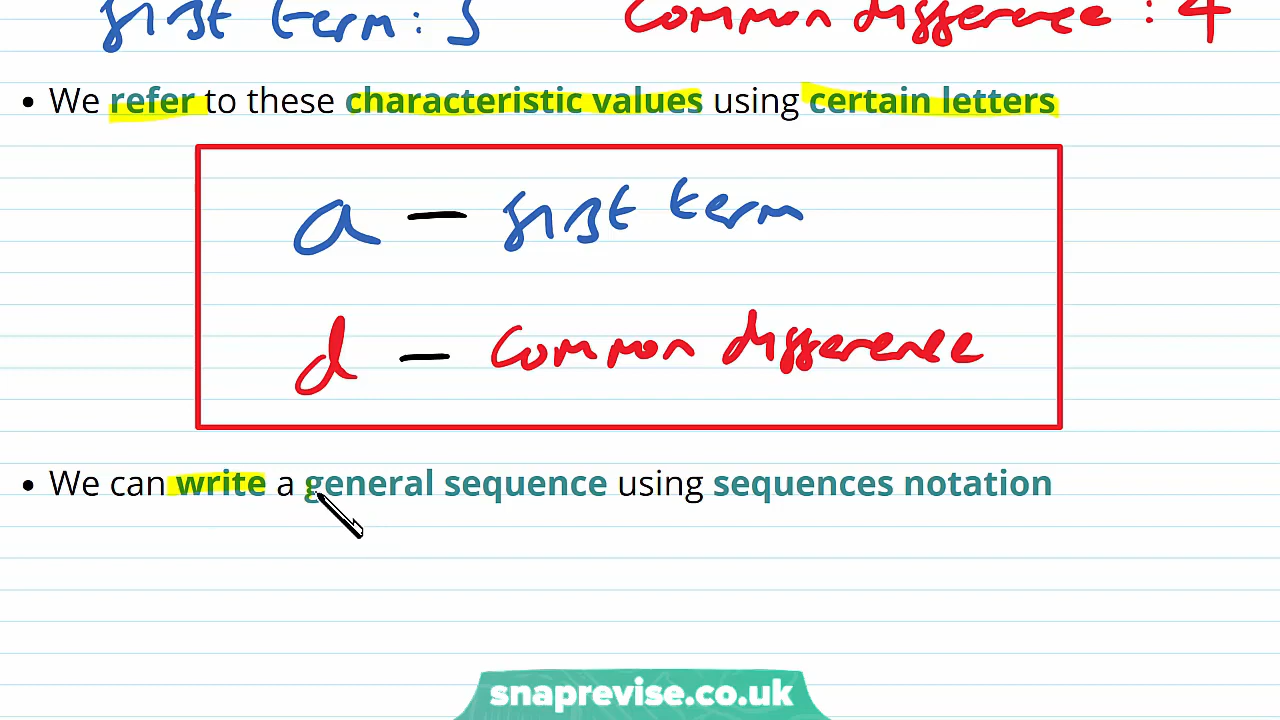 first term: 5 common difference: 4
• We refer to these characteristic values using certain letters
a — first term
d — common difference
• We can write a general sequence using sequences notation
snaprevise.co.uk